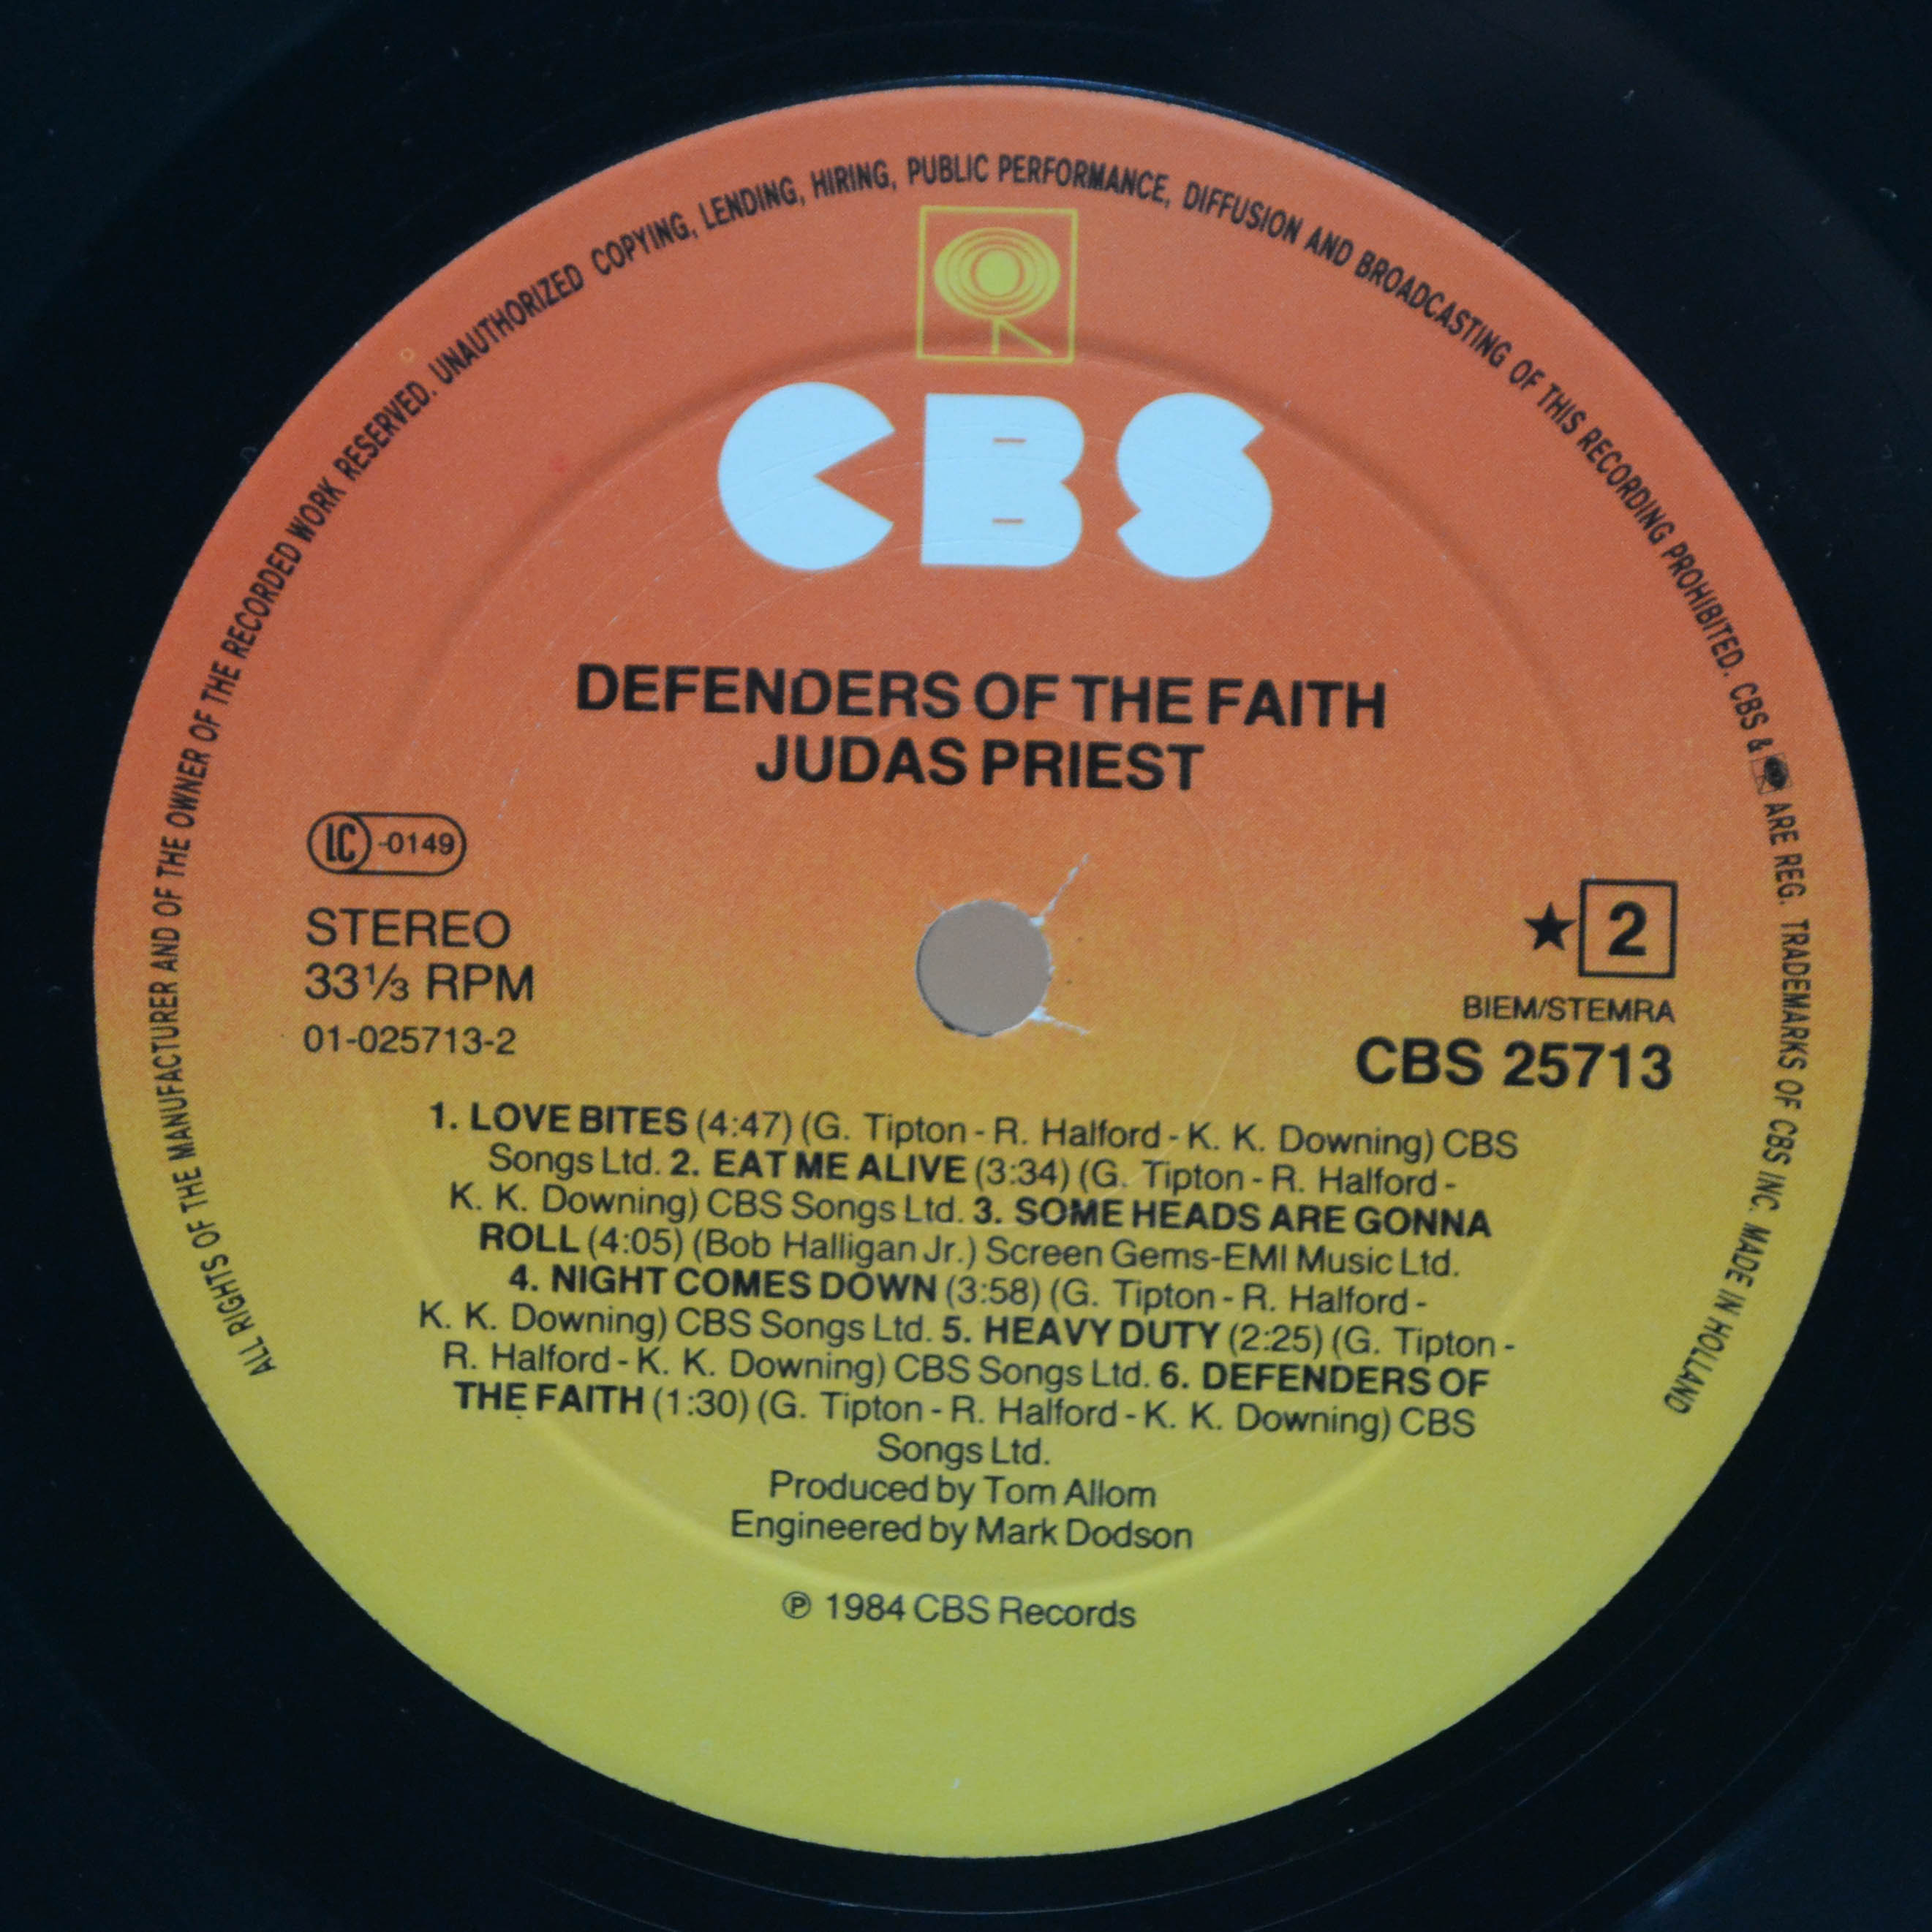 ALL RIGHTS OF THE MANUFACTURER AND OF THE OWNER OF THE RECORDED WORK RESERVED. UNAUTHORIZED COPYING, LENDING, HIRING, PUBLIC PERFORMANCE, DIFFUSION AND BROADCASTING OF THIS RECORDING PROHIBITED. CBS & ARE REG. TRADEMARKS OF CBS INC. MADE IN HOLLAND
CBS
DEFENDERS OF THE FAITH
JUDAS PRIEST
LC -0149
STEREO
33⅓ RPM
01-025713-2
★ 2
BIEM/STEMRA
CBS 25713
1. LOVE BITES (4:47) (G. Tipton - R. Halford - K. K. Downing) CBS
Songs Ltd. 2. EAT ME ALIVE (3:34) (G. Tipton - R. Halford -
K. K. Downing) CBS Songs Ltd. 3. SOME HEADS ARE GONNA
ROLL (4:05) (Bob Halligan Jr.) Screen Gems-EMI Music Ltd.
4. NIGHT COMES DOWN (3:58) (G. Tipton - R. Halford -
K. K. Downing) CBS Songs Ltd. 5. HEAVY DUTY (2:25) (G. Tipton -
R. Halford - K. K. Downing) CBS Songs Ltd. 6. DEFENDERS OF
THE FAITH (1:30) (G. Tipton - R. Halford - K. K. Downing) CBS
Songs Ltd.
Produced by Tom Allom
Engineered by Mark Dodson
℗ 1984 CBS Records